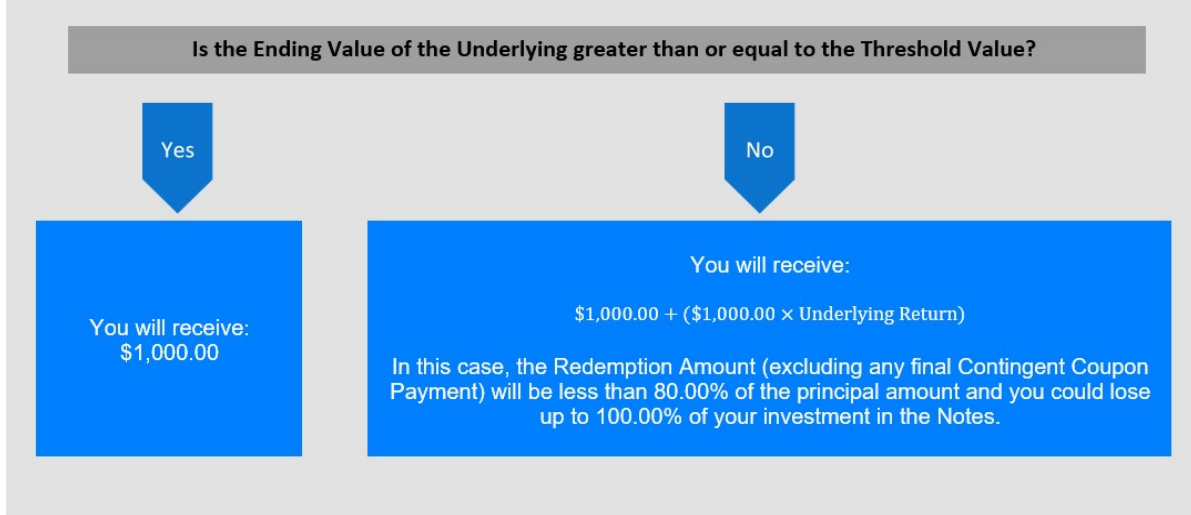 Is the Ending Value of the Underlying greater than or equal to the Threshold Value?
Yes
No
You will receive:
$1,000.00
You will receive:
$1,000.00 + ($1,000.00 × Underlying Return)
In this case, the Redemption Amount (excluding any final Contingent Coupon
Payment) will be less than 80.00% of the principal amount and you could lose
up to 100.00% of your investment in the Notes.